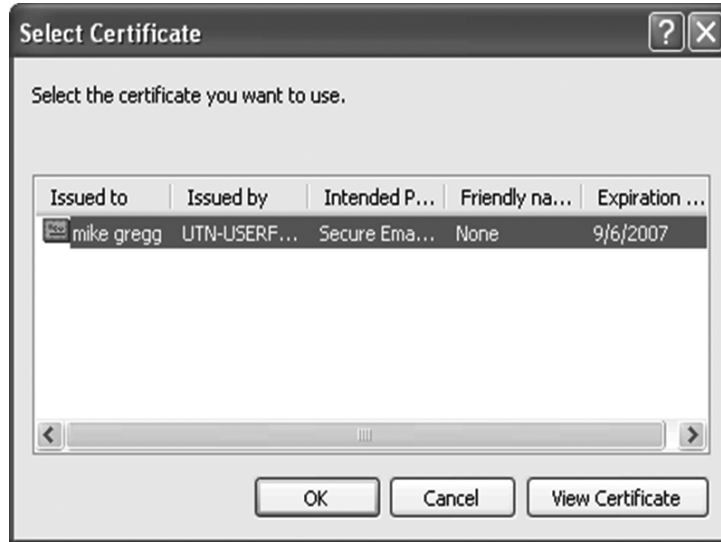 Select Certificate
Select the certificate you want to use.
Issued to Issued by Intended P... Friendly na... Expiration ...
mike gregg UTN-USERF... Secure Ema... None 9/6/2007
OK Cancel View Certificate